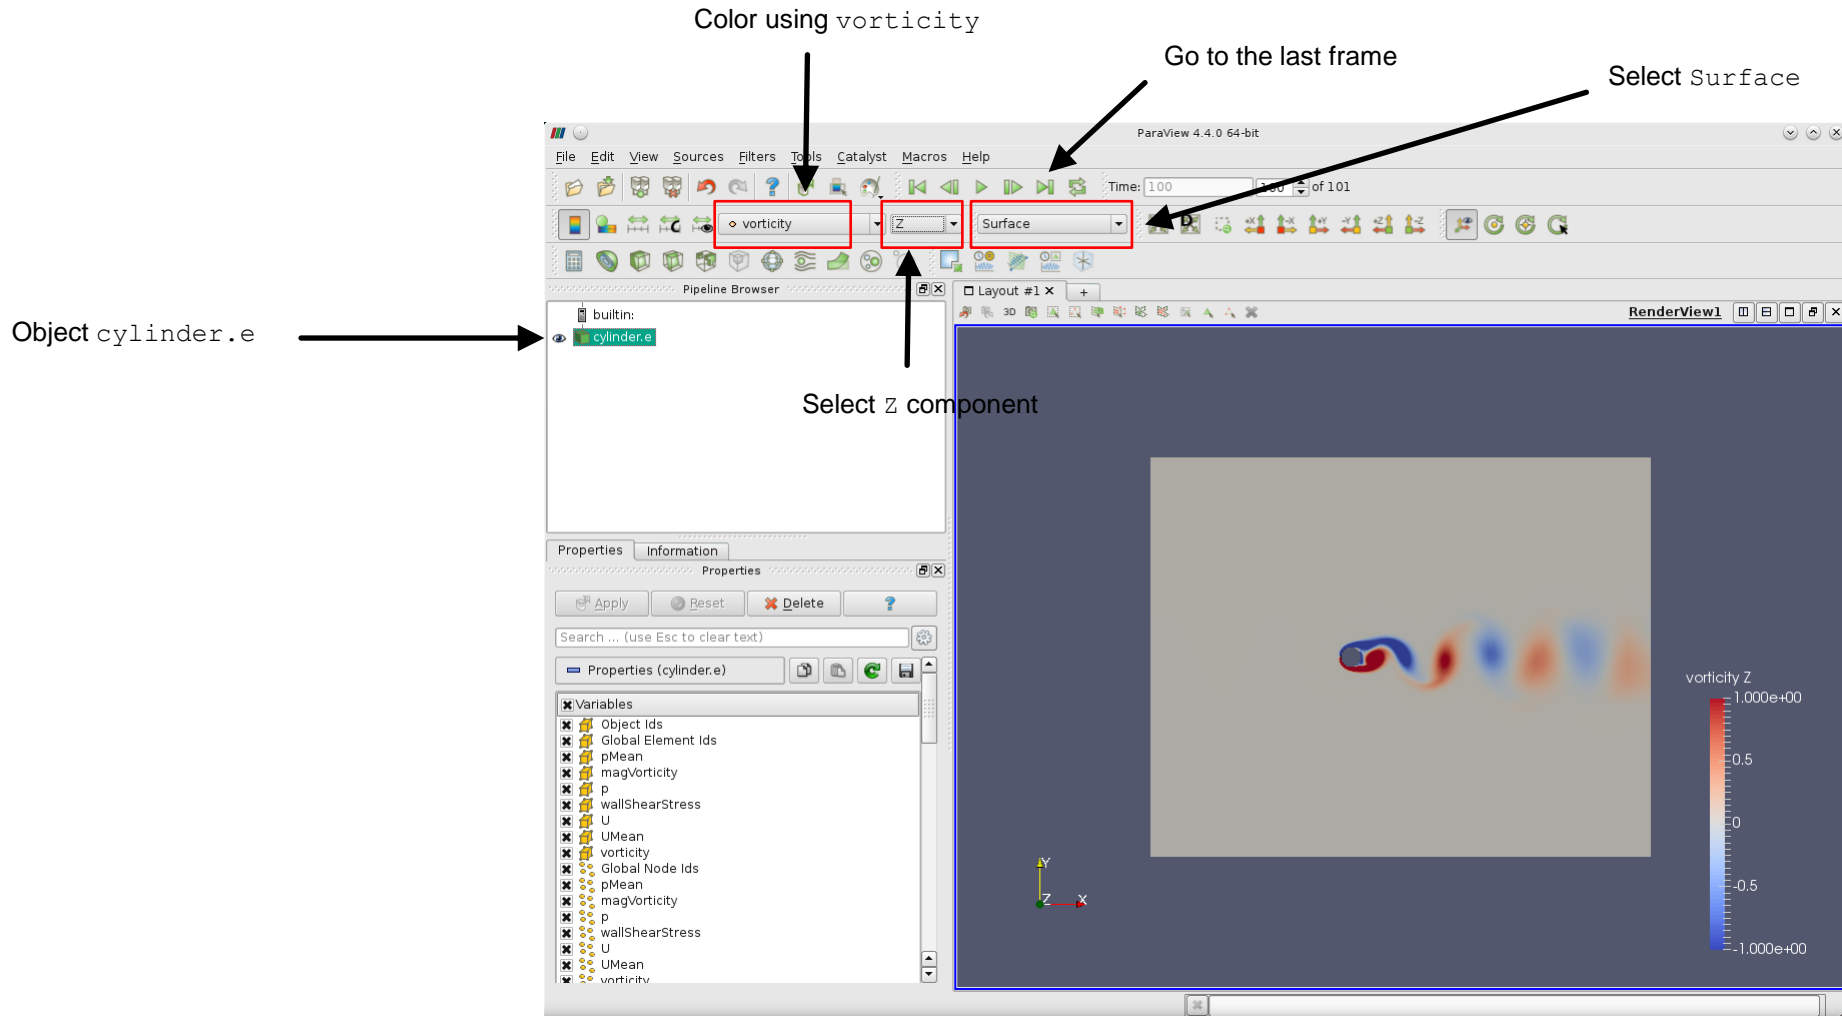 Color using vorticity
Go to the last frame
Select Surface
ParaView 4.4.0 64-bit
File Edit View Sources Filters Tools Catalyst Macros Help
Time: 100 100 of 101
vorticity Z Surface
Pipeline Browser
Layout #1
builtin:
3D
RenderView1
Object cylinder.e
cylinder.e
Select Z component
Properties Information
Properties
Apply Reset Delete ?
Search ... (use Esc to clear text)
Properties (cylinder.e)
Variables
Object Ids
Global Element Ids
pMean
magVorticity
p
wallShearStress
U
UMean
vorticity
Global Node Ids
pMean
magVorticity
p
wallShearStress
U
UMean
vorticity
vorticity Z
1.000e+00
0.5
0
-0.5
-1.000e+00
Y
Z X